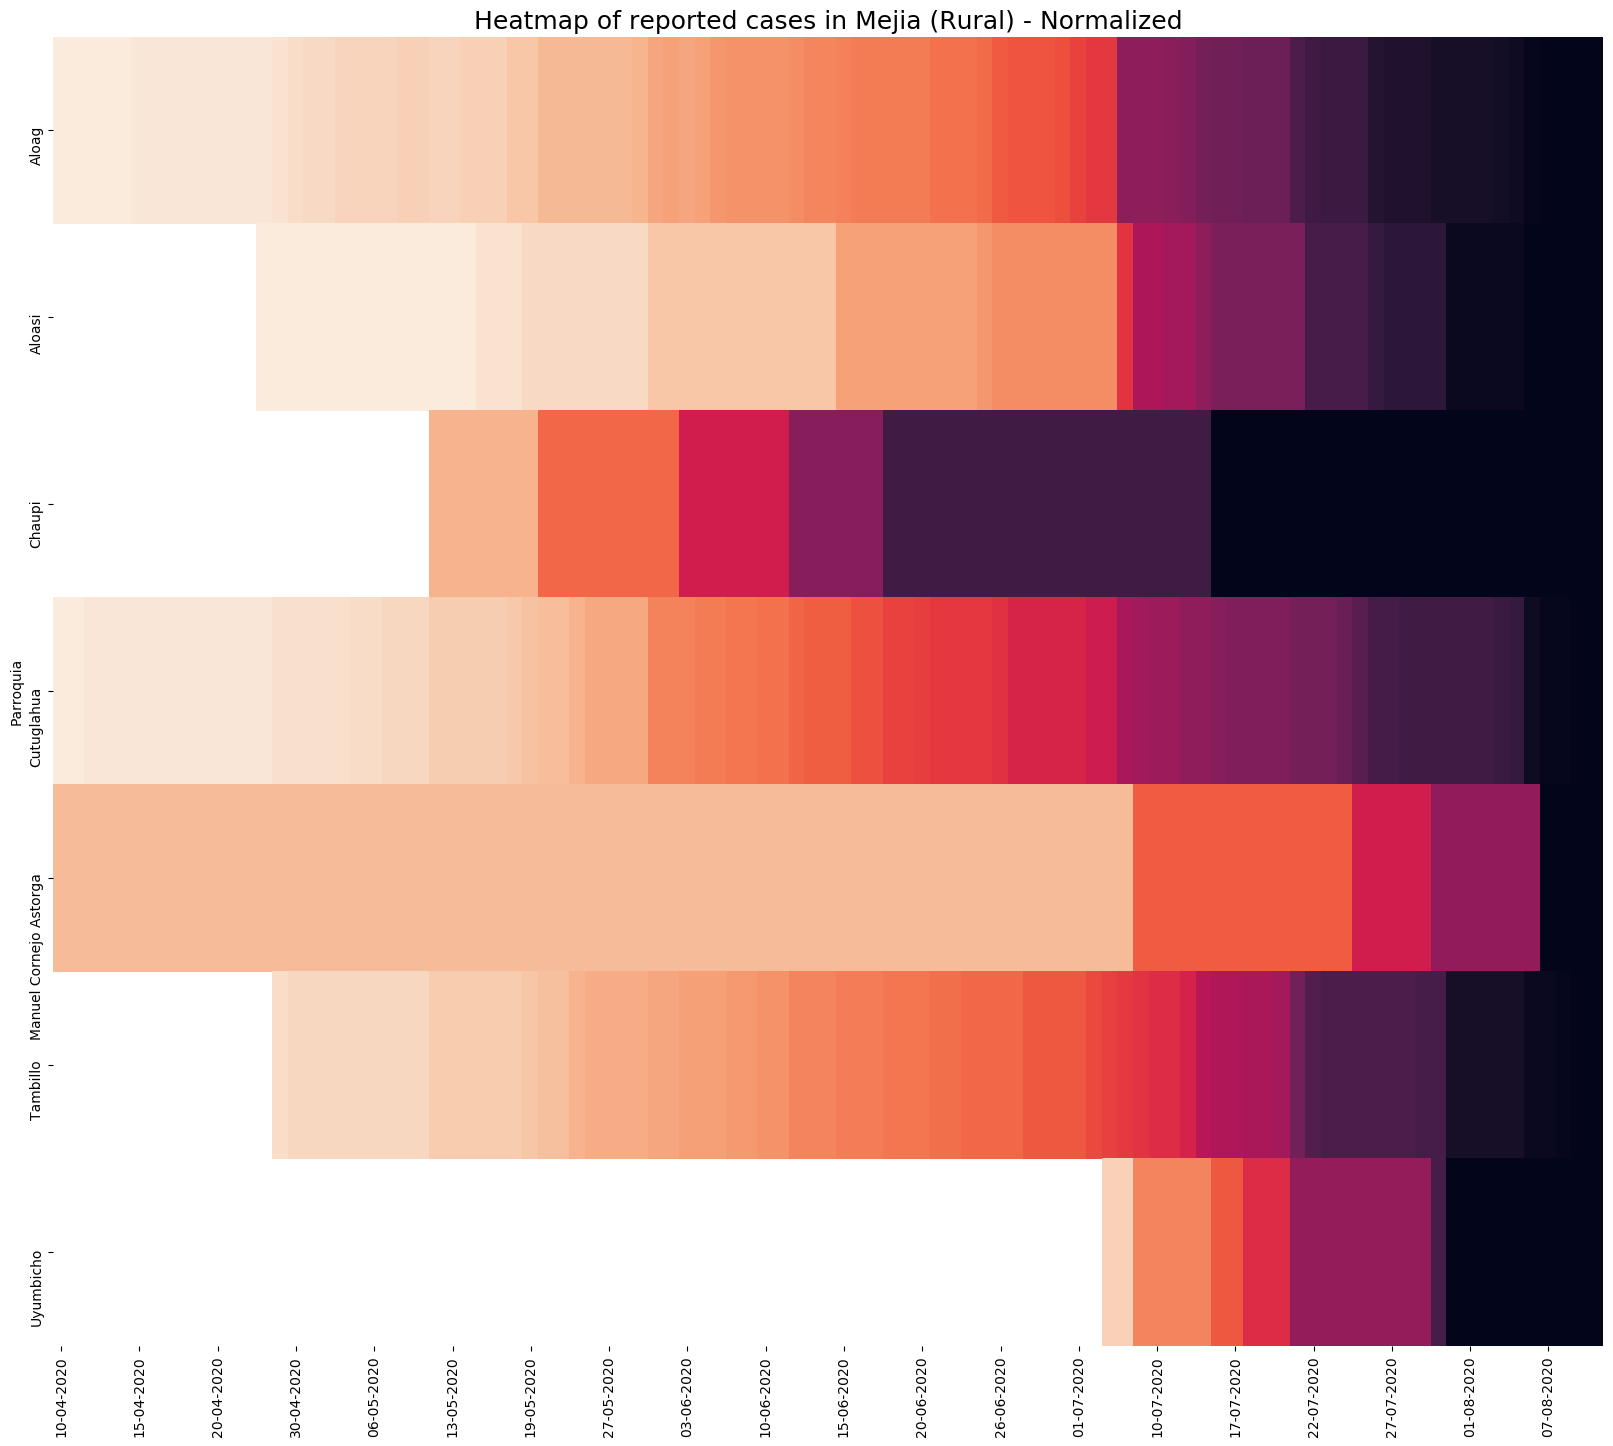 Heatmap of reported cases in Mejia (Rural) - Normalized
Parroquia
Aloag
Aloasi
Chaupi
Cutuglahua
Manuel Cornejo Astorga
Tambillo
Uyumbicho
10-04-2020
15-04-2020
20-04-2020
30-04-2020
06-05-2020
13-05-2020
19-05-2020
27-05-2020
03-06-2020
10-06-2020
15-06-2020
20-06-2020
26-06-2020
01-07-2020
10-07-2020
17-07-2020
22-07-2020
27-07-2020
01-08-2020
07-08-2020